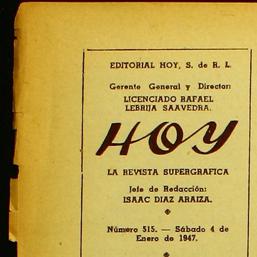 EDITORIAL HOY, S. de R. L.
Gerente General y Director:
LICENCIADO RAFAEL
LEBRIJA SAAVEDRA.
HOY
LA REVISTA SUPERGRAFICA
Jefe de Redacción:
ISAAC DIAZ ARAIZA.
Número 515. — Sábado 4 de
Enero de 1947.